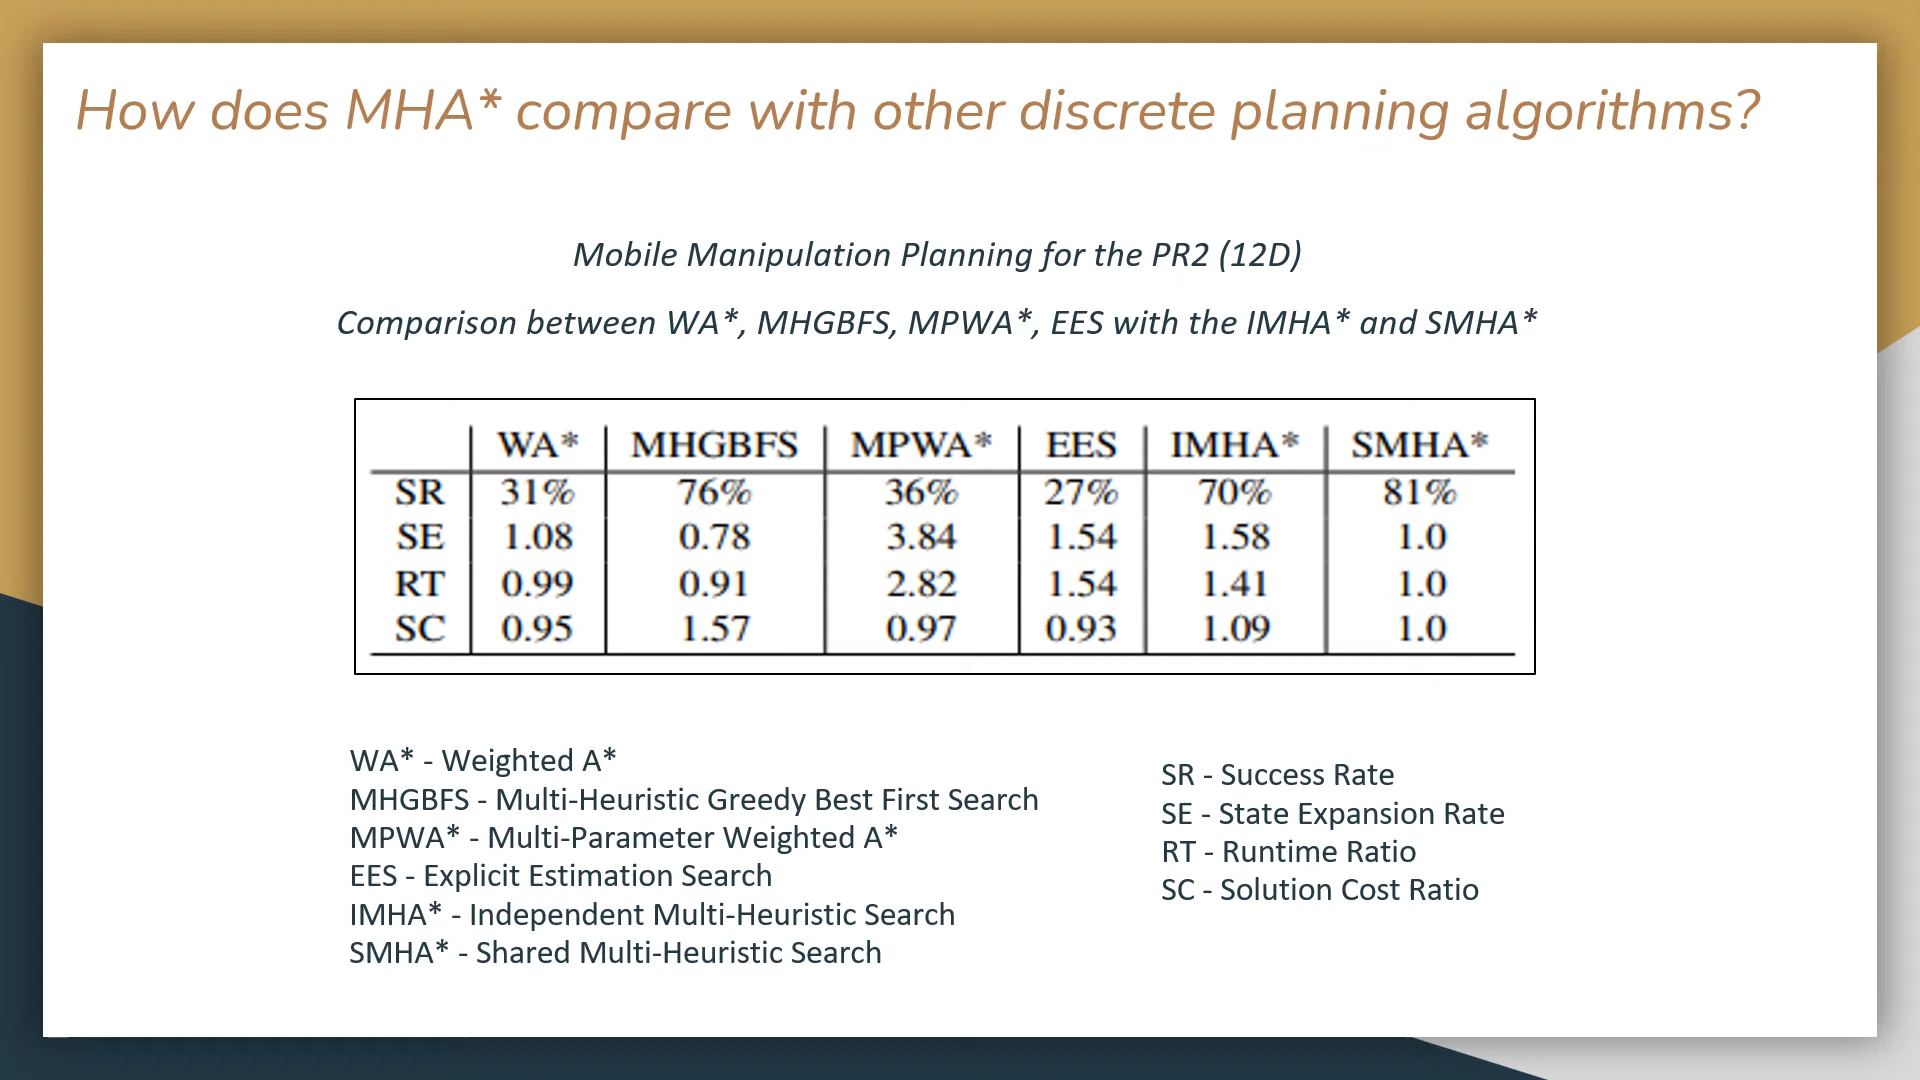 How does MHA* compare with other discrete planning algorithms?
Mobile Manipulation Planning for the PR2 (12D)
Comparison between WA*, MHGBFS, MPWA*, EES with the IMHA* and SMHA*
WA* MHGBFS MPWA* EES IMHA* SMHA*
SR 31% 76% 36% 27% 70% 81%
SE 1.08 0.78 3.84 1.54 1.58 1.0
RT 0.99 0.91 2.82 1.54 1.41 1.0
SC 0.95 1.57 0.97 0.93 1.09 1.0
WA* - Weighted A*
MHGBFS - Multi-Heuristic Greedy Best First Search
MPWA* - Multi-Parameter Weighted A*
EES - Explicit Estimation Search
IMHA* - Independent Multi-Heuristic Search
SMHA* - Shared Multi-Heuristic Search
SR - Success Rate
SE - State Expansion Rate
RT - Runtime Ratio
SC - Solution Cost Ratio